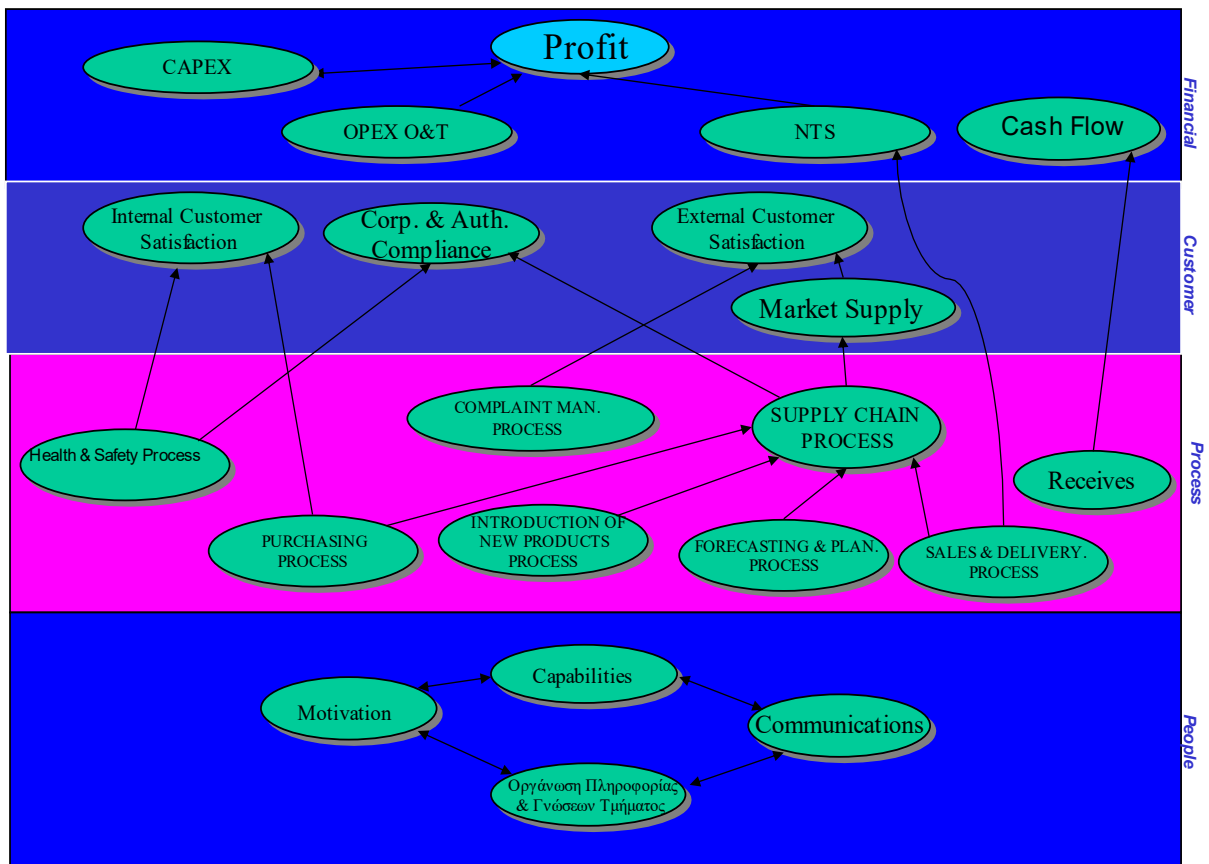 Profit
CAPEX
OPEX O&T
NTS
Cash Flow
Financial
Internal Customer
Satisfaction
Corp. & Auth.
Compliance
External Customer
Satisfaction
Market Supply
Customer
COMPLAINT MAN.
PROCESS
SUPPLY CHAIN
PROCESS
Health & Safety Process
Receives
PURCHASING
PROCESS
INTRODUCTION OF
NEW PRODUCTS
PROCESS
FORECASTING & PLAN.
PROCESS
SALES & DELIVERY.
PROCESS
Process
Capabilities
Motivation
Communications
Οργάνωση Πληροφορίας
& Γνώσεων Τμήματος
People